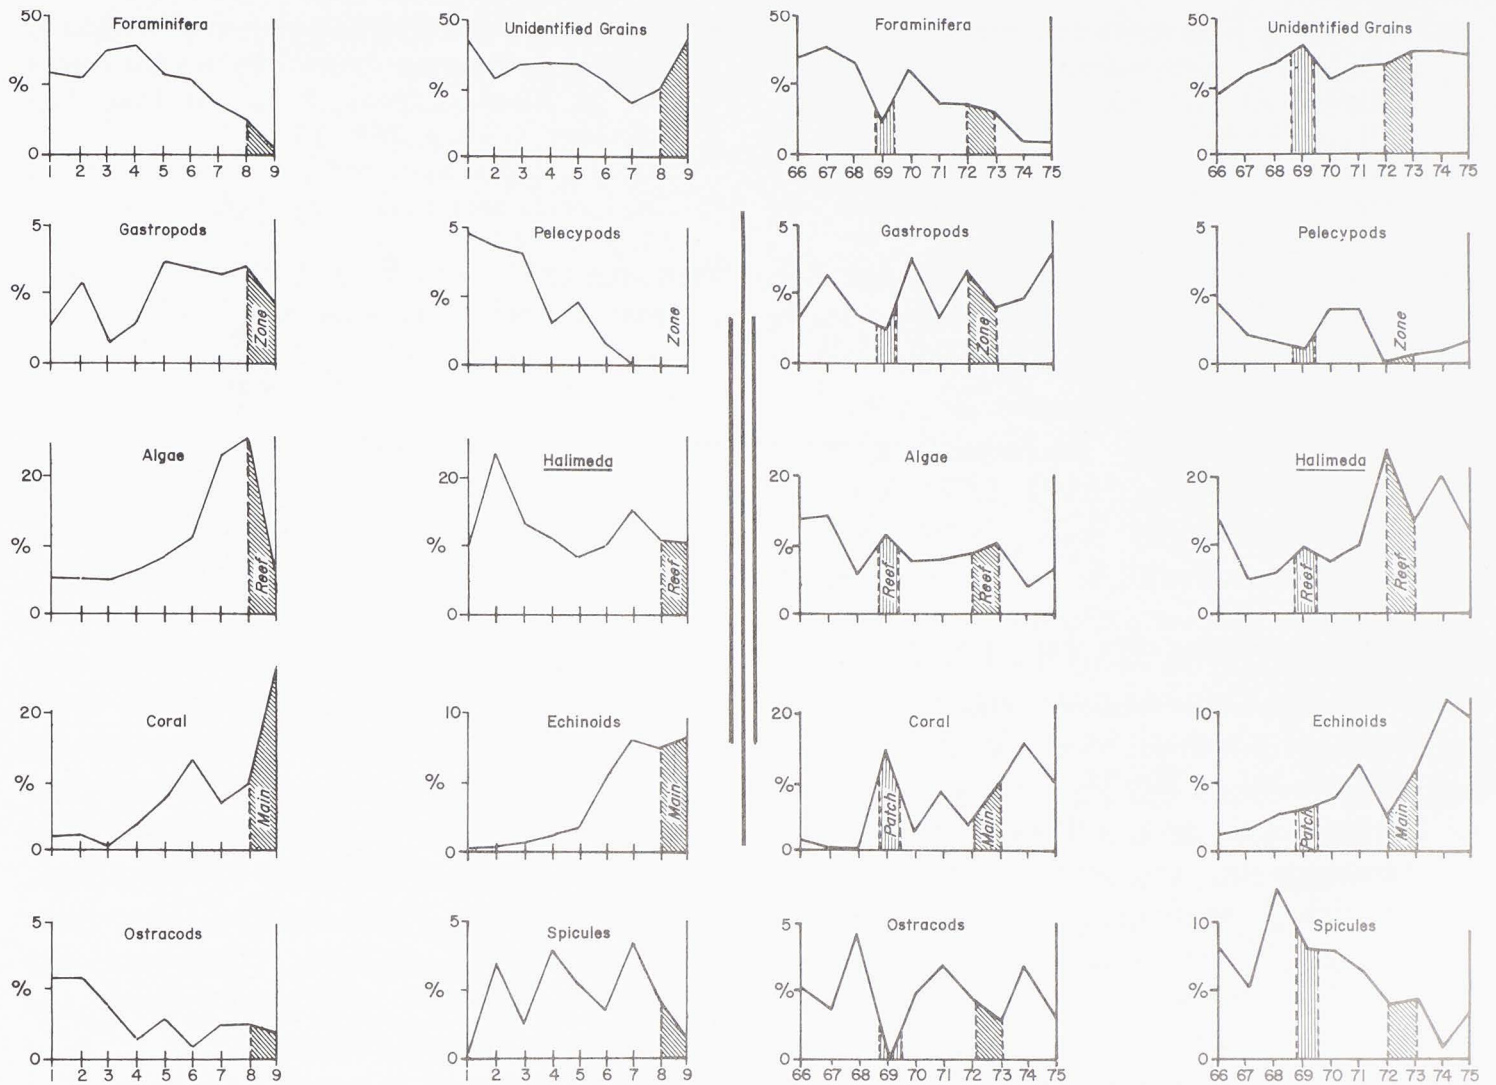 50 Foraminifera
%
0
1 2 3 4 5 6 7 8 9
50 Unidentified Grains
%
0
1 2 3 4 5 6 7 8 9
50 Foraminifera
%
0
66 67 68 69 70 71 72 73 74 75
50 Unidentified Grains
%
0
66 67 68 69 70 71 72 73 74 75
5 Gastropods
%
0
Zone
5 Pelecypods
%
0
Zone
5 Gastropods
%
0
Zone
5 Pelecypods
%
0
Zone
Algae
20
%
0
Reef
Halimeda
20
%
0
Reef
Algae
20
%
0
Reef Reef
Halimeda
20
%
0
Reef Reef
20 Coral
%
0
Main
10 Echinoids
%
0
Main
20 Coral
%
0
Patch Main
10 Echinoids
%
0
Patch Main
5 Ostracods
%
0
1 2 3 4 5 6 7 8 9
5 Spicules
%
0
1 2 3 4 5 6 7 8 9
5 Ostracods
%
0
66 67 68 69 70 71 72 73 74 75
10 Spicules
%
0
66 67 68 69 70 71 72 73 74 75